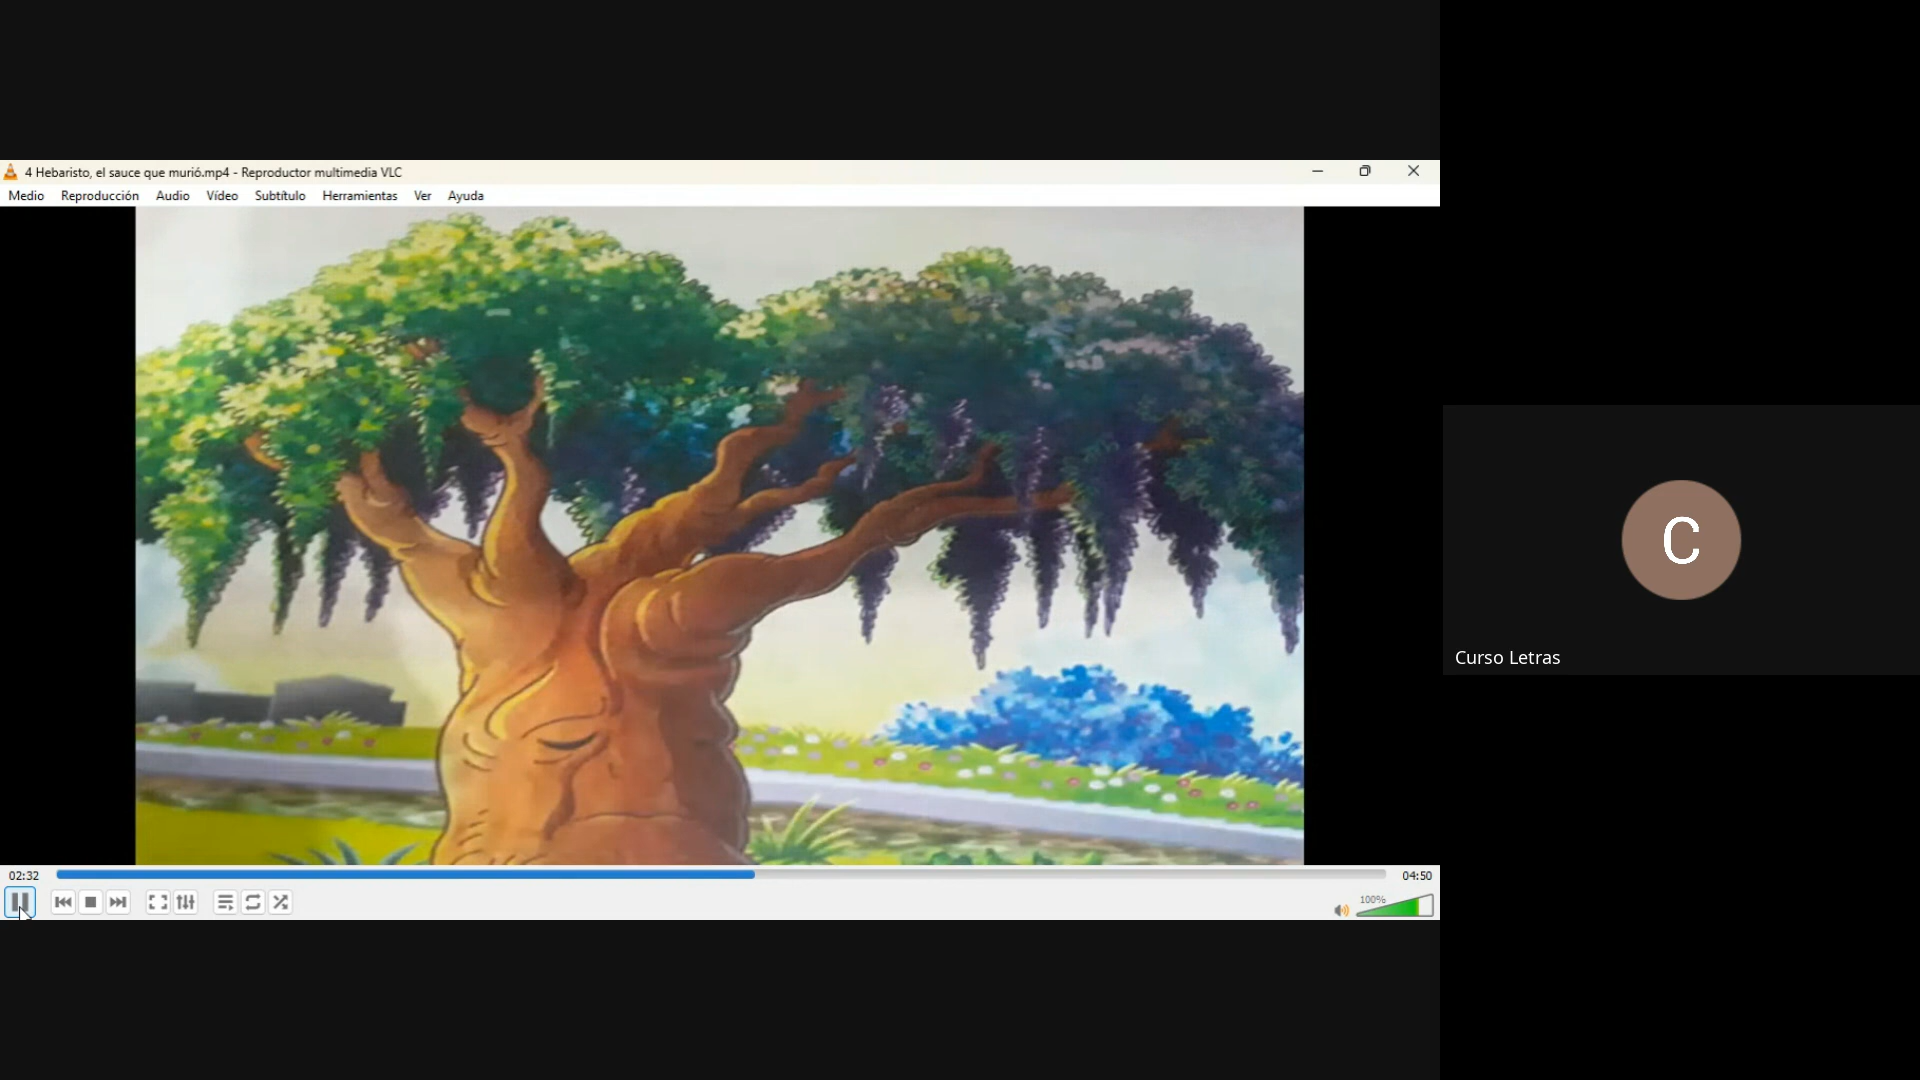 4 Hebaristo, el sauce que murió.mp4 - Reproductor multimedia VLC
Medio Reproducción Audio Vídeo Subtítulo Herramientas Ver Ayuda
C
Curso Letras
02:32
04:50
100%